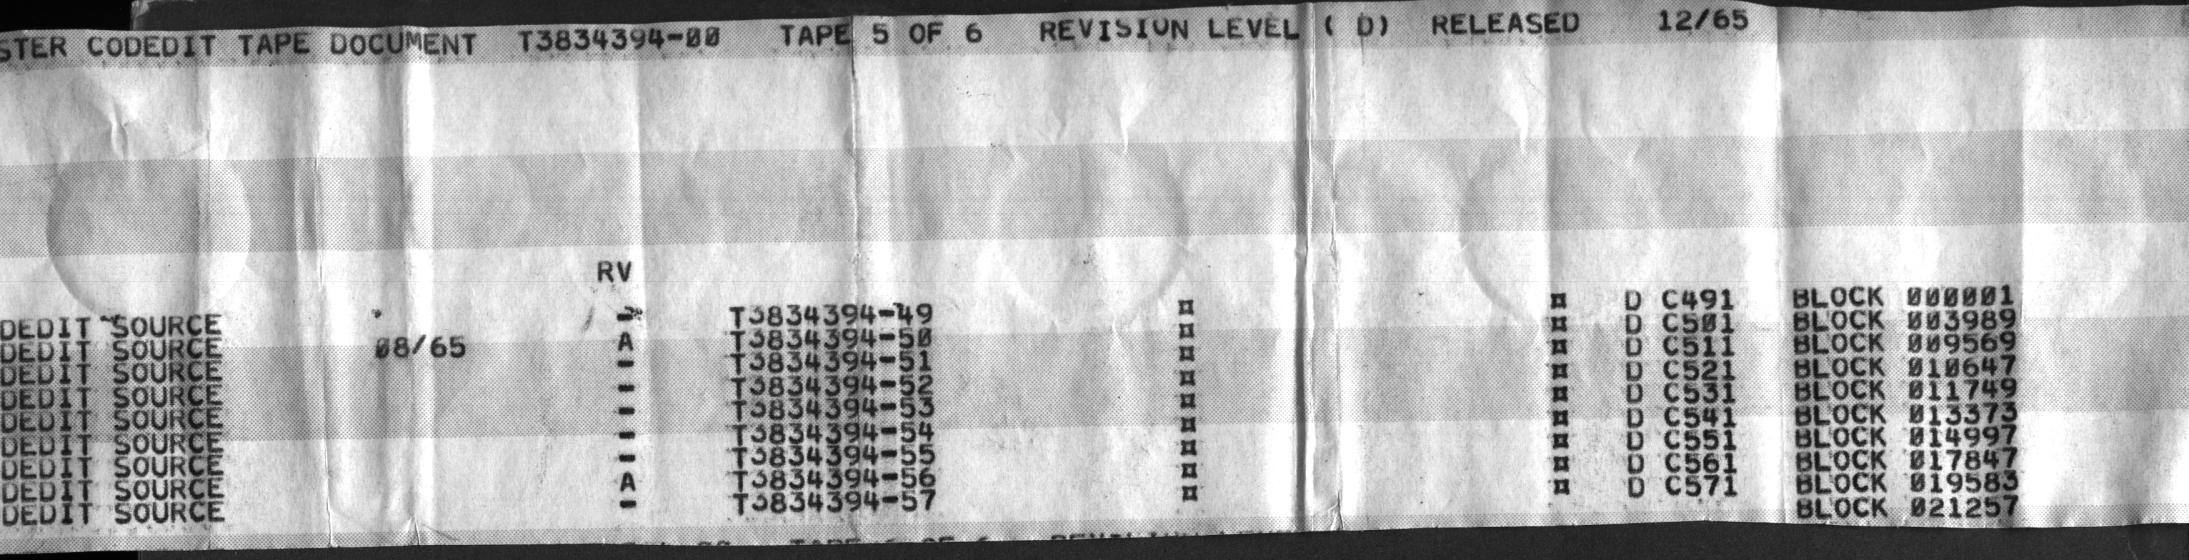 STER CODEDIT TAPE DOCUMENT T3834394-00 TAPE 5 OF 6 REVISION LEVEL ( D) RELEASED 12/65
RV
DEDIT SOURCE - T3834394-49 ¤ ¤ D C491 BLOCK 000001
DEDIT SOURCE 08/65 A T3834394-50 ¤ ¤ D C501 BLOCK 003989
DEDIT SOURCE - T3834394-51 ¤ ¤ D C511 BLOCK 009569
DEDIT SOURCE - T3834394-52 ¤ ¤ D C521 BLOCK 010647
DEDIT SOURCE - T3834394-53 ¤ ¤ D C531 BLOCK 011749
DEDIT SOURCE - T3834394-54 ¤ ¤ D C541 BLOCK 013373
DEDIT SOURCE - T3834394-55 ¤ ¤ D C551 BLOCK 014997
DEDIT SOURCE A T3834394-56 ¤ ¤ D C561 BLOCK 017847
DEDIT SOURCE - T3834394-57 ¤ ¤ D C571 BLOCK 019583
BLOCK 021257